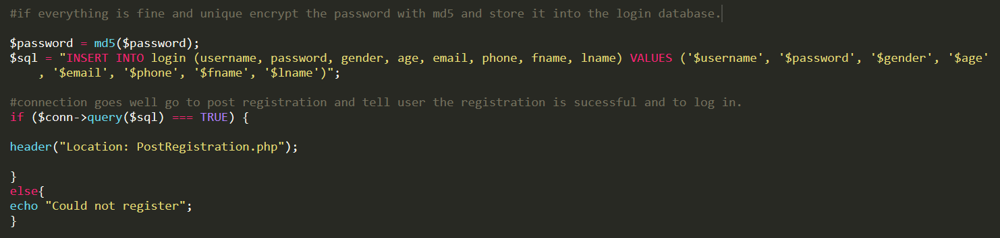 #if everything is fine and unique encrypt the password with md5 and store it into the login database.
$password = md5($password);
$sql = "INSERT INTO login (username, password, gender, age, email, phone, fname, lname) VALUES ('$username', '$password', '$gender', '$age'
, '$email', '$phone', '$fname', '$lname')";
#connection goes well go to post registration and tell user the registration is sucessful and to log in.
if ($conn->query($sql) === TRUE) {
header("Location: PostRegistration.php");
}
else{
echo "Could not register";
}